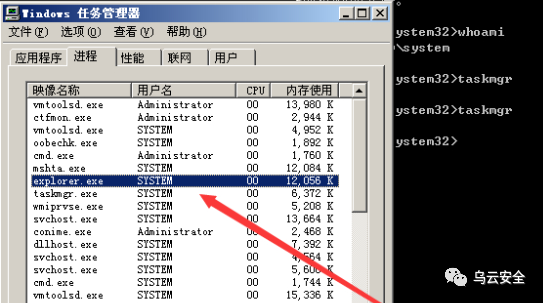 Windows 任务管理器
文件(F) 选项(O) 查看(V) 帮助(H)
应用程序 进程 性能 联网 用户
映像名称 用户名 CPU 内存使用
vmtoolsd.exe Administrator 00 13,980 K
ctfmon.exe Administrator 00 2,944 K
vmtoolsd.exe SYSTEM 00 4,952 K
oobechk.exe SYSTEM 00 1,892 K
cmd.exe Administrator 00 1,760 K
mshta.exe SYSTEM 00 12,084 K
explorer.exe SYSTEM 00 12,056 K
taskmgr.exe SYSTEM 00 6,372 K
wmiprvse.exe SYSTEM 00 5,208 K
svchost.exe SYSTEM 00 13,664 K
conime.exe Administrator 00 2,468 K
dllhost.exe SYSTEM 00 7,392 K
svchost.exe SYSTEM 00 4,564 K
svchost.exe SYSTEM 00 K
cmd.exe SYSTEM 00 1,744 K
vmtoolsd.exe SYSTEM 00 15,336 K
。
ystem32>whoami
\system
ystem32>taskmgr
ystem32>taskmgr
ystem32>
乌云安全